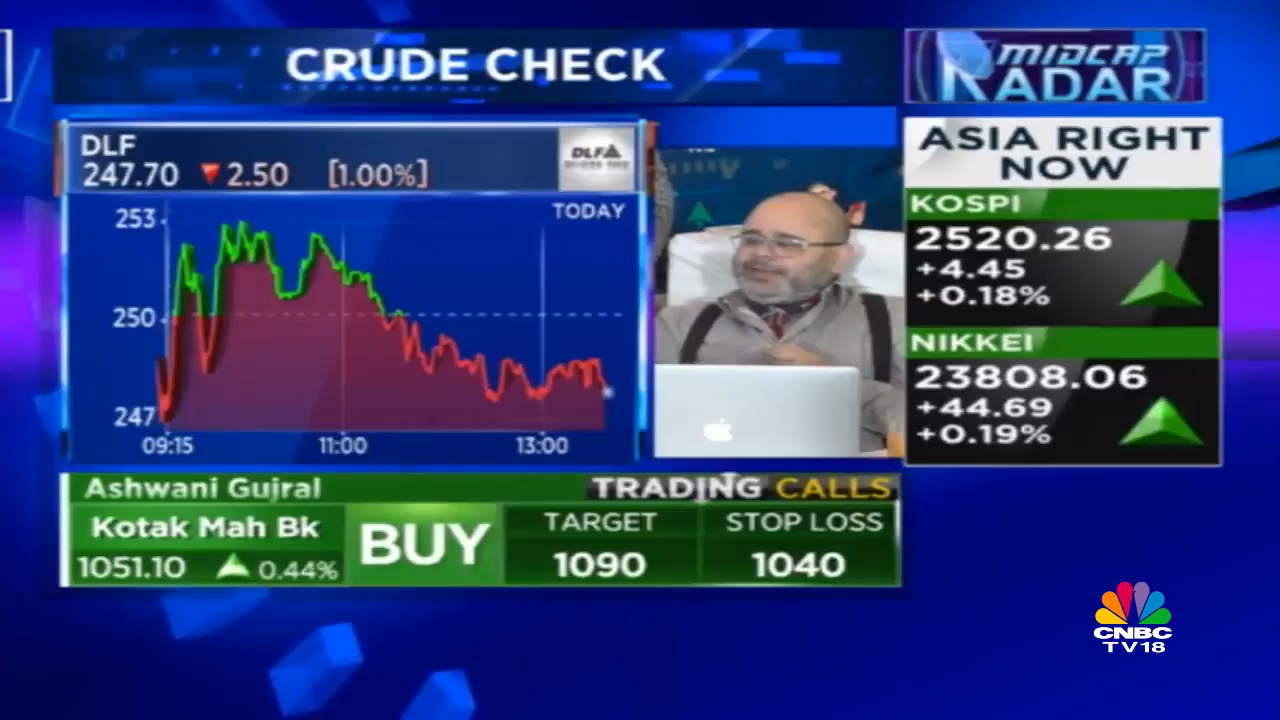 CRUDE CHECK
MIDCAP
RADAR
DLF
247.70 ▼ 2.50 [1.00%]
DLF
TODAY
253
250
247
09:15 11:00 13:00
ASIA RIGHT
NOW
KOSPI
2520.26
+4.45
+0.18%
NIKKEI
23808.06
+44.69
+0.19%
Ashwani Gujral
TRADING CALLS
Kotak Mah Bk
1051.10 ▲ 0.44%
BUY
TARGET
1090
STOP LOSS
1040
CNBC
TV18